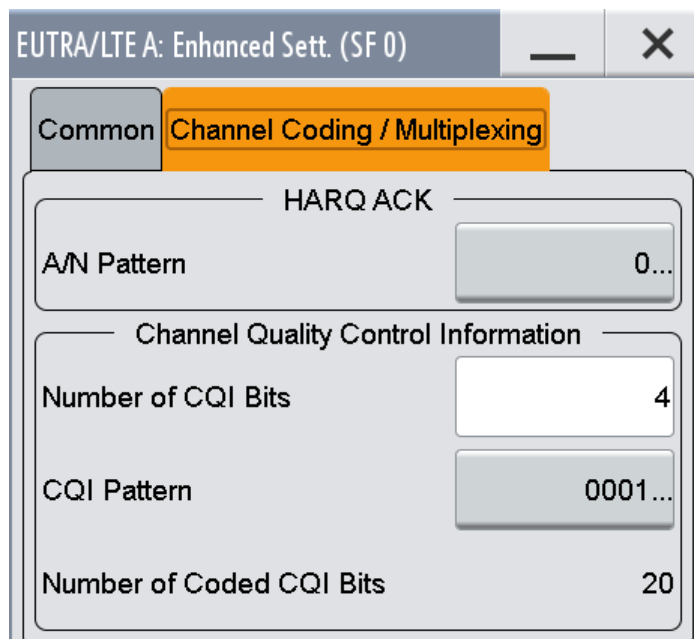 EUTRA/LTE A: Enhanced Sett. (SF 0)
Common Channel Coding / Multiplexing
HARQ ACK
A/N Pattern 0...
Channel Quality Control Information
Number of CQI Bits 4
CQI Pattern 0001...
Number of Coded CQI Bits 20